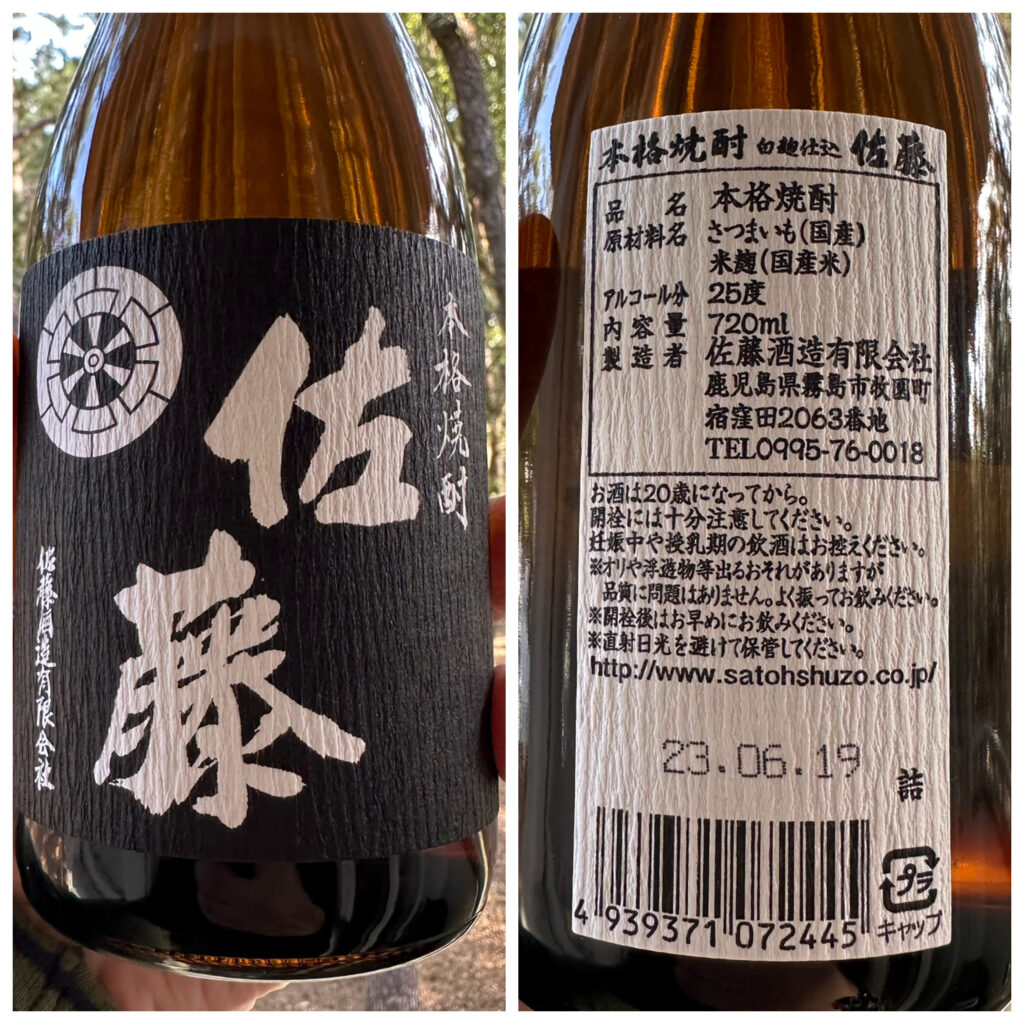 本格焼酎
佐藤
佐藤酒造有限会社
本格焼酎 白麹仕込 佐藤
品名 本格焼酎
原材料名 さつまいも(国産)
米麹(国産米)
アルコール分 25度
内容量 720ml
製造者 佐藤酒造有限会社
鹿児島県霧島市牧園町
宿窪田2063番地
TEL0995-76-0018
お酒は20歳になってから。
開栓には十分注意してください。
妊娠中や授乳期の飲酒はお控えください。
※オリや浮遊物等出るおそれがありますが
品質に問題はありません。よく振ってお飲みください。
※開栓後はお早めにお飲みください。
※直射日光を避けて保管してください。
http://www.satohshuzo.co.jp/
23.06.19
詰
4 939371 072445
プラ
キャップ